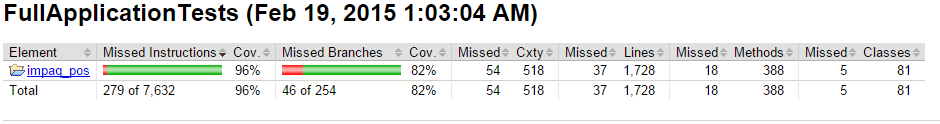 FullApplicationTests (Feb 19, 2015 1:03:04 AM)
Element Missed Instructions Cov. Missed Branches Cov. Missed Cxty Missed Lines Missed Methods Missed Classes
impaq_pos 96% 82% 54 518 37 1,728 18 388 5 81
Total 279 of 7,632 96% 46 of 254 82% 54 518 37 1,728 18 388 5 81